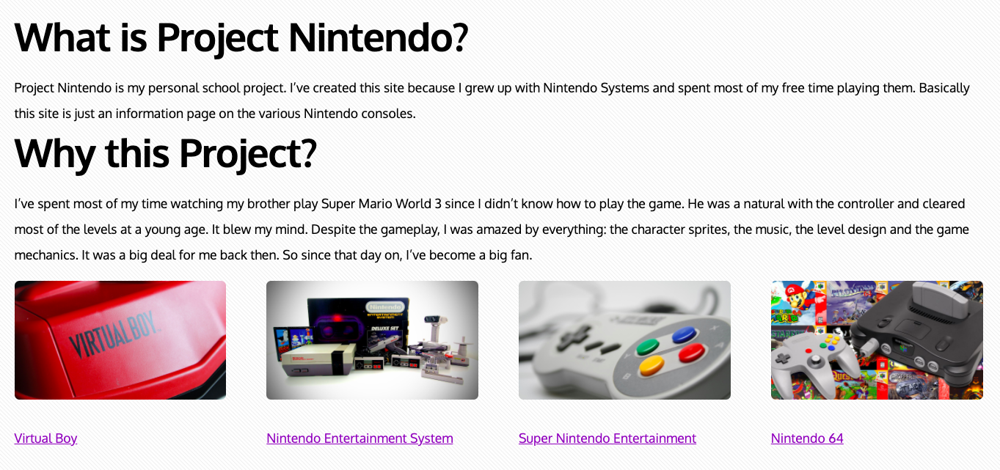 What is Project Nintendo?
Project Nintendo is my personal school project. I’ve created this site because I grew up with Nintendo Systems and spent most of my free time playing them. Basically
this site is just an information page on the various Nintendo consoles.
Why this Project?
I’ve spent most of my time watching my brother play Super Mario World 3 since I didn’t know how to play the game. He was a natural with the controller and cleared
most of the levels at a young age. It blew my mind. Despite the gameplay, I was amazed by everything: the character sprites, the music, the level design and the game
mechanics. It was a big deal for me back then. So since that day on, I’ve become a big fan.
VIRTUAL BOY
Nintendo
ENTERTAINMENT
SYSTEM
DELUXE SET
Virtual Boy
Nintendo Entertainment System
Super Nintendo Entertainment
Nintendo 64